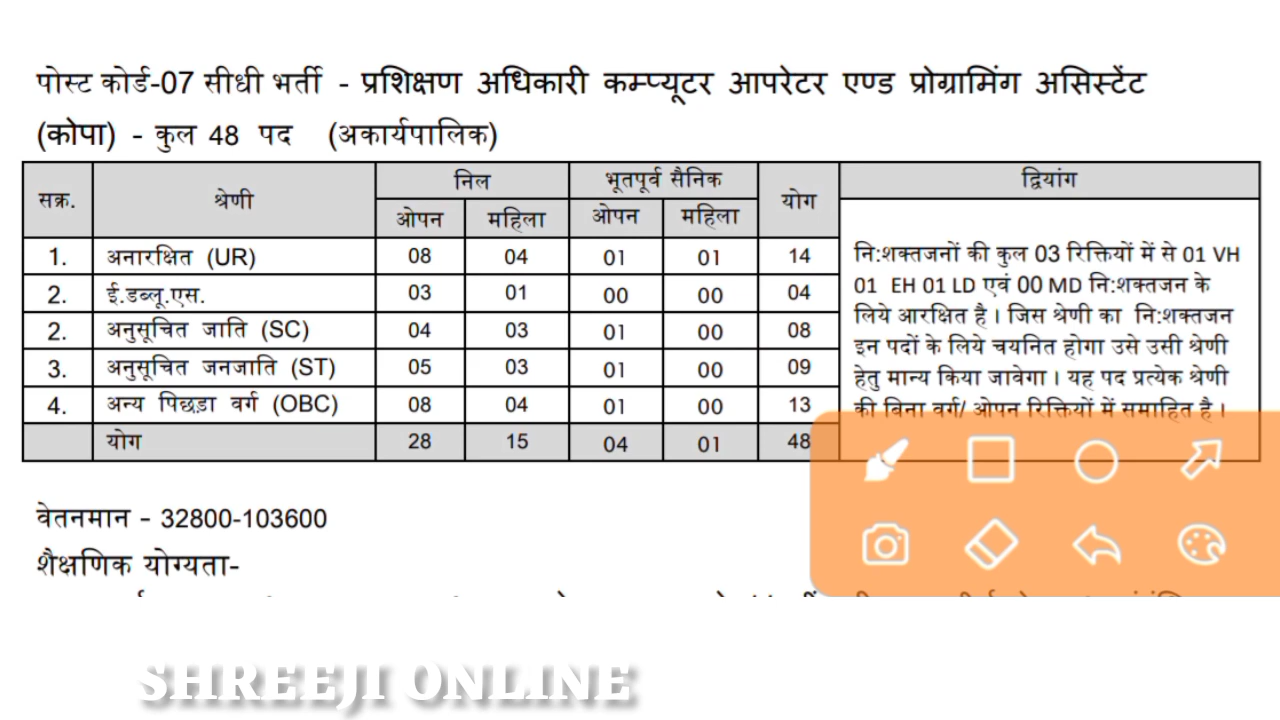 पोस्ट कोर्ड-07 सीधी भर्ती - प्रशिक्षण अधिकारी कम्प्यूटर आपरेटर एण्ड प्रोग्रामिंग असिस्टेंट
(कोपा) - कुल 48 पद (अकार्यपालिक)
सक्र. श्रेणी निल भूतपूर्व सैनिक योग द्वियांग
ओपन महिला ओपन महिला
1. अनारक्षित (UR) 08 04 01 01 14
2. ई.डब्लू.एस. 03 01 00 00 04
2. अनुसूचित जाति (SC) 04 03 01 00 08
3. अनुसूचित जनजाति (ST) 05 03 01 00 09
4. अन्य पिछड़ा वर्ग (OBC) 08 04 01 00 13
योग 28 15 04 01 48
नि:शक्तजनों की कुल 03 रिक्तियों में से 01 VH
01 EH 01 LD एवं 00 MD नि:शक्तजन के
लिये आरक्षित है। जिस श्रेणी का नि:शक्तजन
इन पदों के लिये चयनित होगा उसे उसी श्रेणी
हेतु मान्य किया जावेगा। यह पद प्रत्येक श्रेणी
की बिना वर्ग/ ओपन रिक्तियों में समाहित है।
वेतनमान - 32800-103600
शैक्षणिक योग्यता-
SHREEJI ONLINE